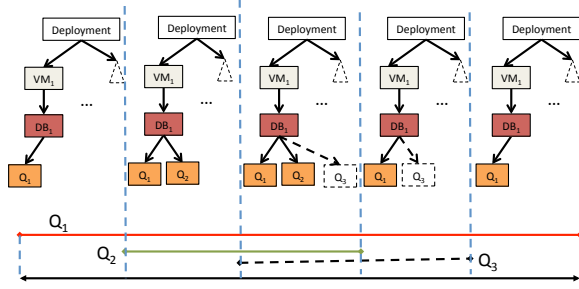 Deployment Deployment Deployment Deployment Deployment
VM1 VM1 VM1 VM1 VM1
... ... ... ... ...
DB1 DB1 DB1 DB1 DB1
Q1 Q1 Q2 Q1 Q2 Q3 Q1 Q3 Q1
Q1
Q2
Q3